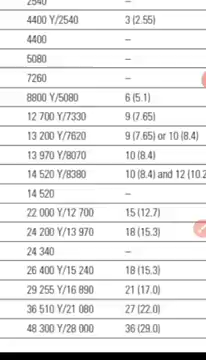 2540 –
4400 Y/2540 3 (2.55)
4400 –
5080 –
7260 –
8800 Y/5080 6 (5.1)
12 700 Y/7330 9 (7.65)
13 200 Y/7620 9 (7.65) or 10 (8.4)
13 970 Y/8070 10 (8.4)
14 520 Y/8380 10 (8.4) and 12 (10.2
14 520 –
22 000 Y/12 700 15 (12.7)
24 200 Y/13 970 18 (15.3)
24 340 –
26 400 Y/15 240 18 (15.3)
29 255 Y/16 890 21 (17.0)
36 510 Y/21 080 27 (22.0)
48 300 Y/28 000 36 (29.0)